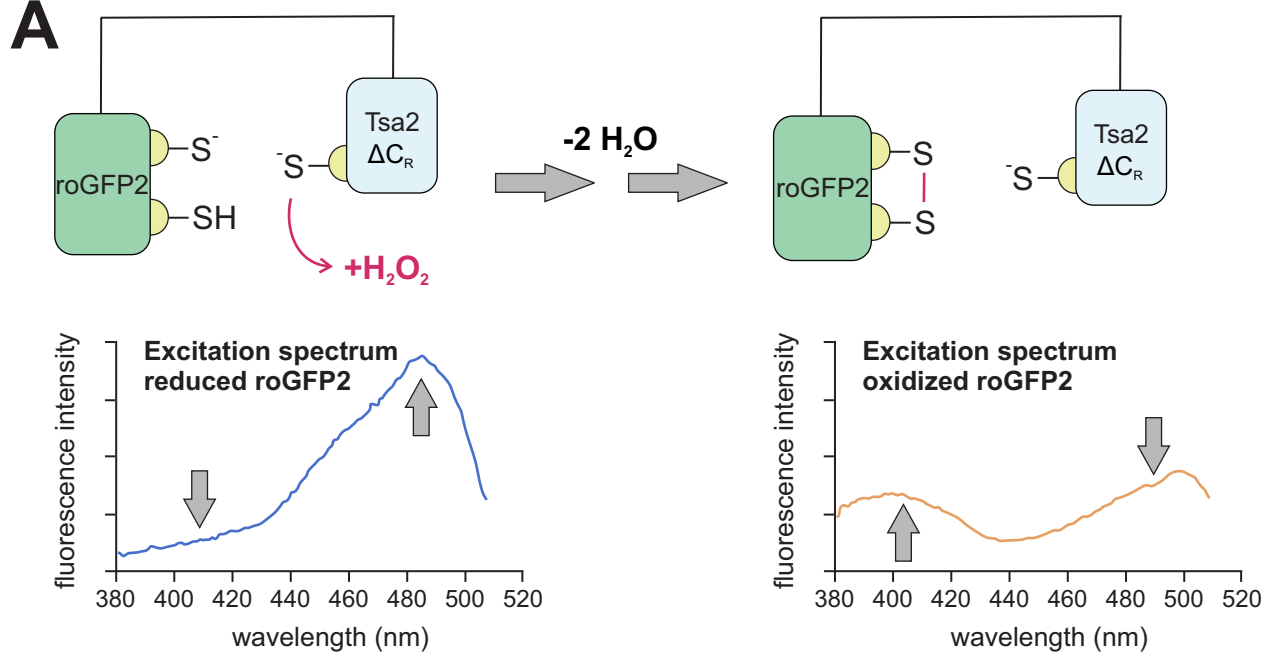 A
roGFP2
S-
SH
-S
Tsa2
ΔCR
+H2O2
-2 H2O
roGFP2
S
S
-S
Tsa2
ΔCR
Excitation spectrum
reduced roGFP2
fluorescence intensity
380 400 420 440 460 480 500 520
wavelength (nm)
Excitation spectrum
oxidized roGFP2
fluorescence intensity
380 400 420 440 460 480 500 520
wavelength (nm)